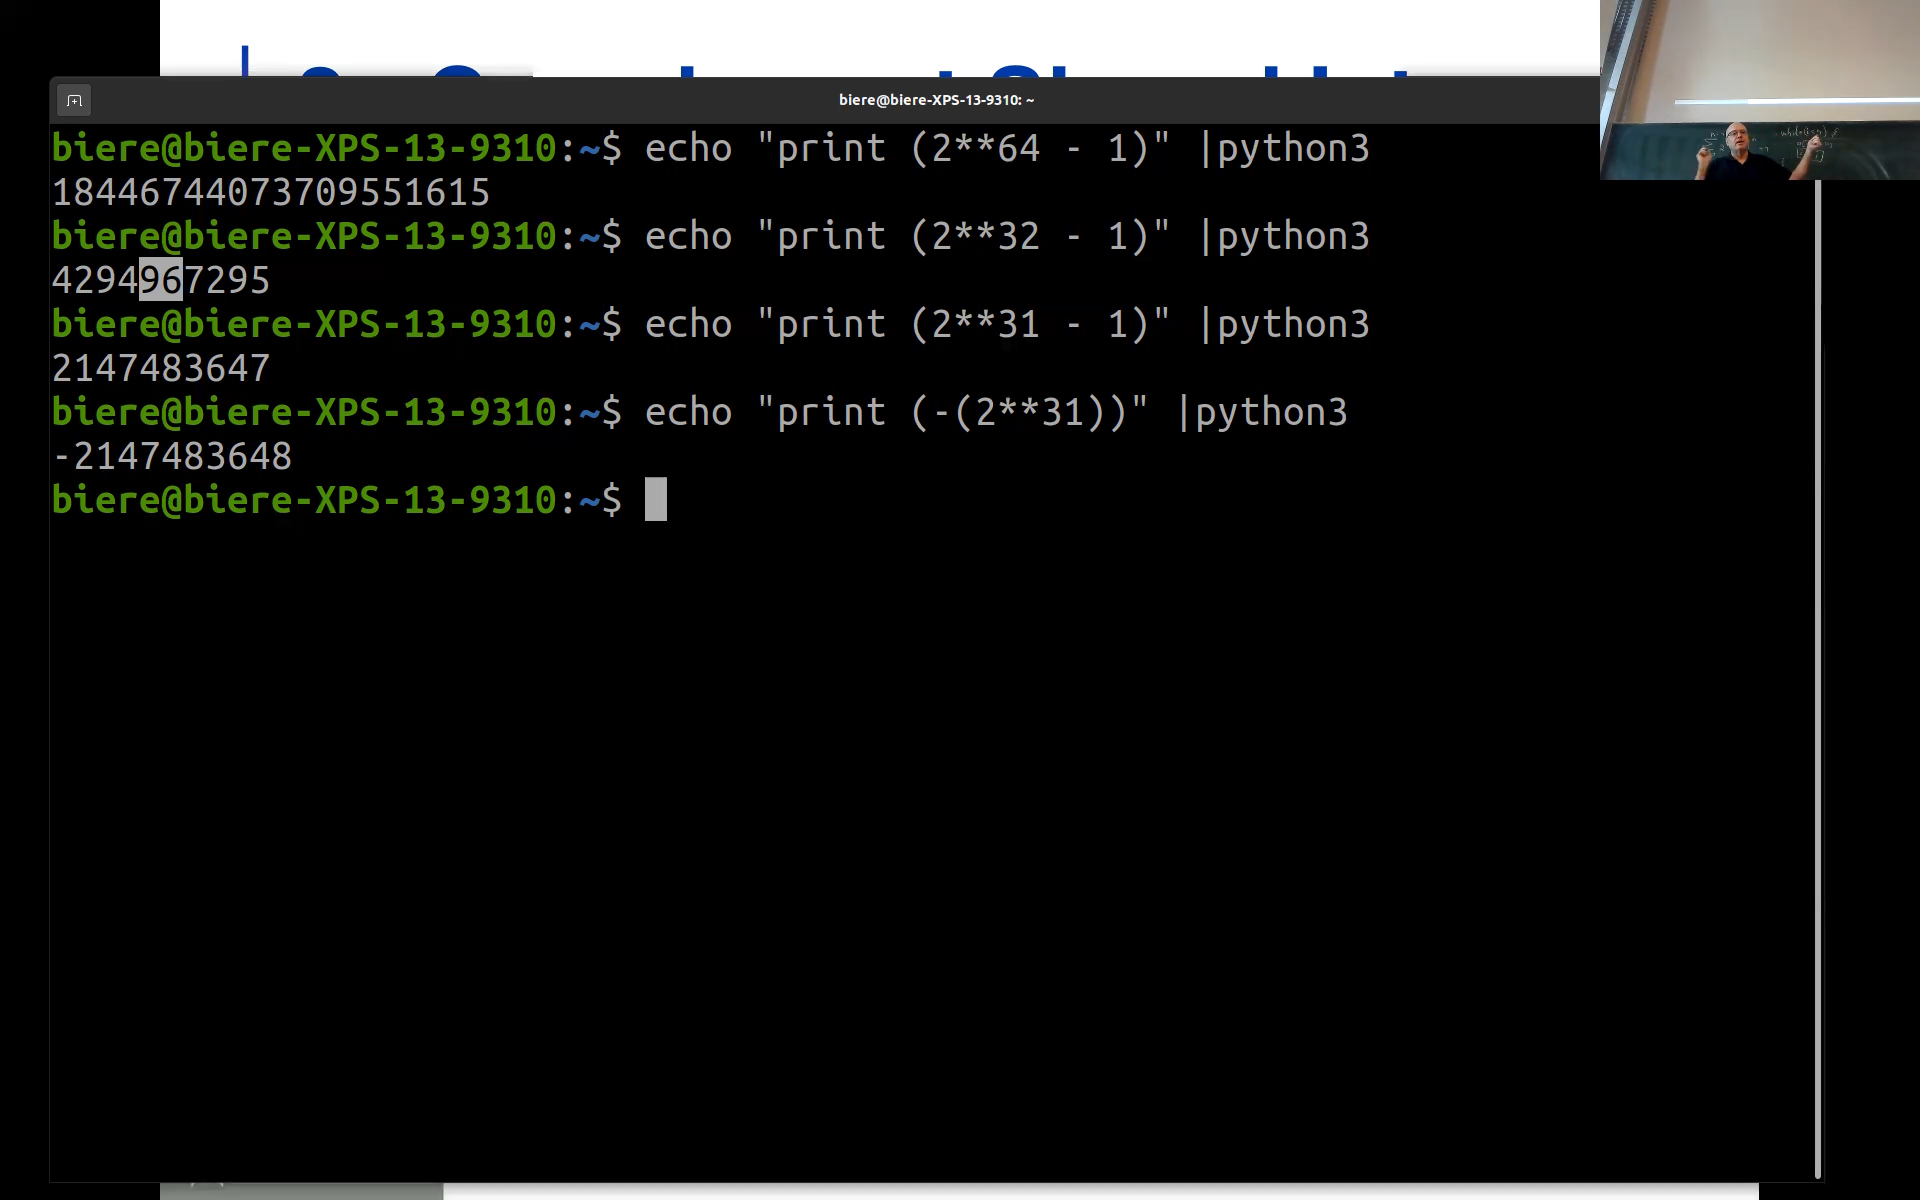 biere@biere-XPS-13-9310: ~
biere@biere-XPS-13-9310:~$ echo "print (2**64 - 1)" |python3
18446744073709551615
biere@biere-XPS-13-9310:~$ echo "print (2**32 - 1)" |python3
4294967295
biere@biere-XPS-13-9310:~$ echo "print (2**31 - 1)" |python3
2147483647
biere@biere-XPS-13-9310:~$ echo "print (-(2**31))" |python3
-2147483648
biere@biere-XPS-13-9310:~$